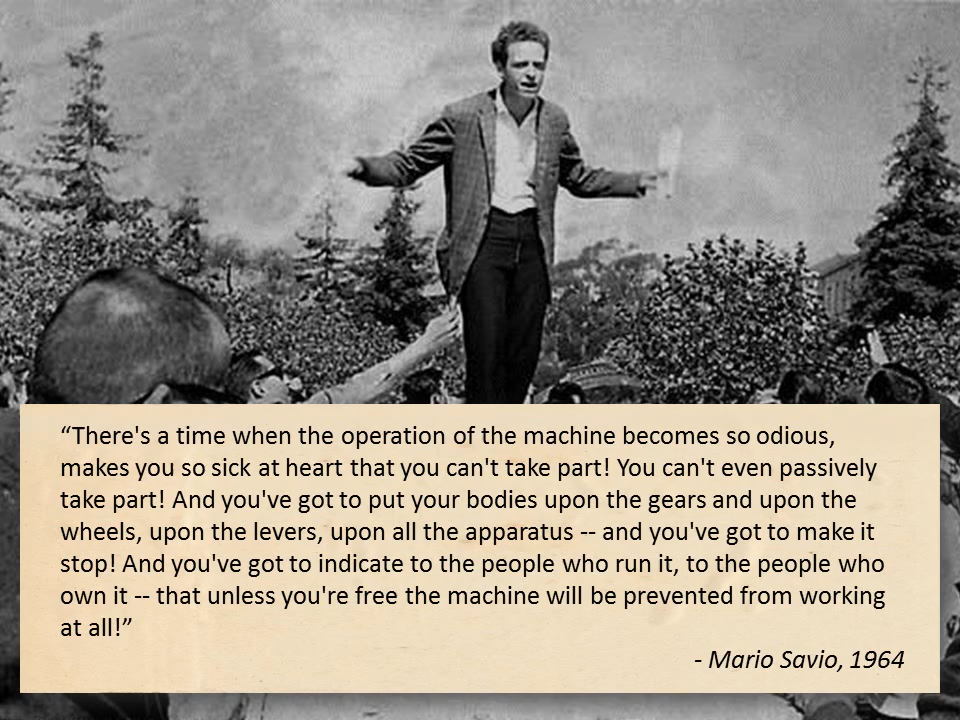 “There's a time when the operation of the machine becomes so odious,
makes you so sick at heart that you can't take part! You can't even passively
take part! And you've got to put your bodies upon the gears and upon the
wheels, upon the levers, upon all the apparatus -- and you've got to make it
stop! And you've got to indicate to the people who run it, to the people who
own it -- that unless you're free the machine will be prevented from working
at all!”
- Mario Savio, 1964